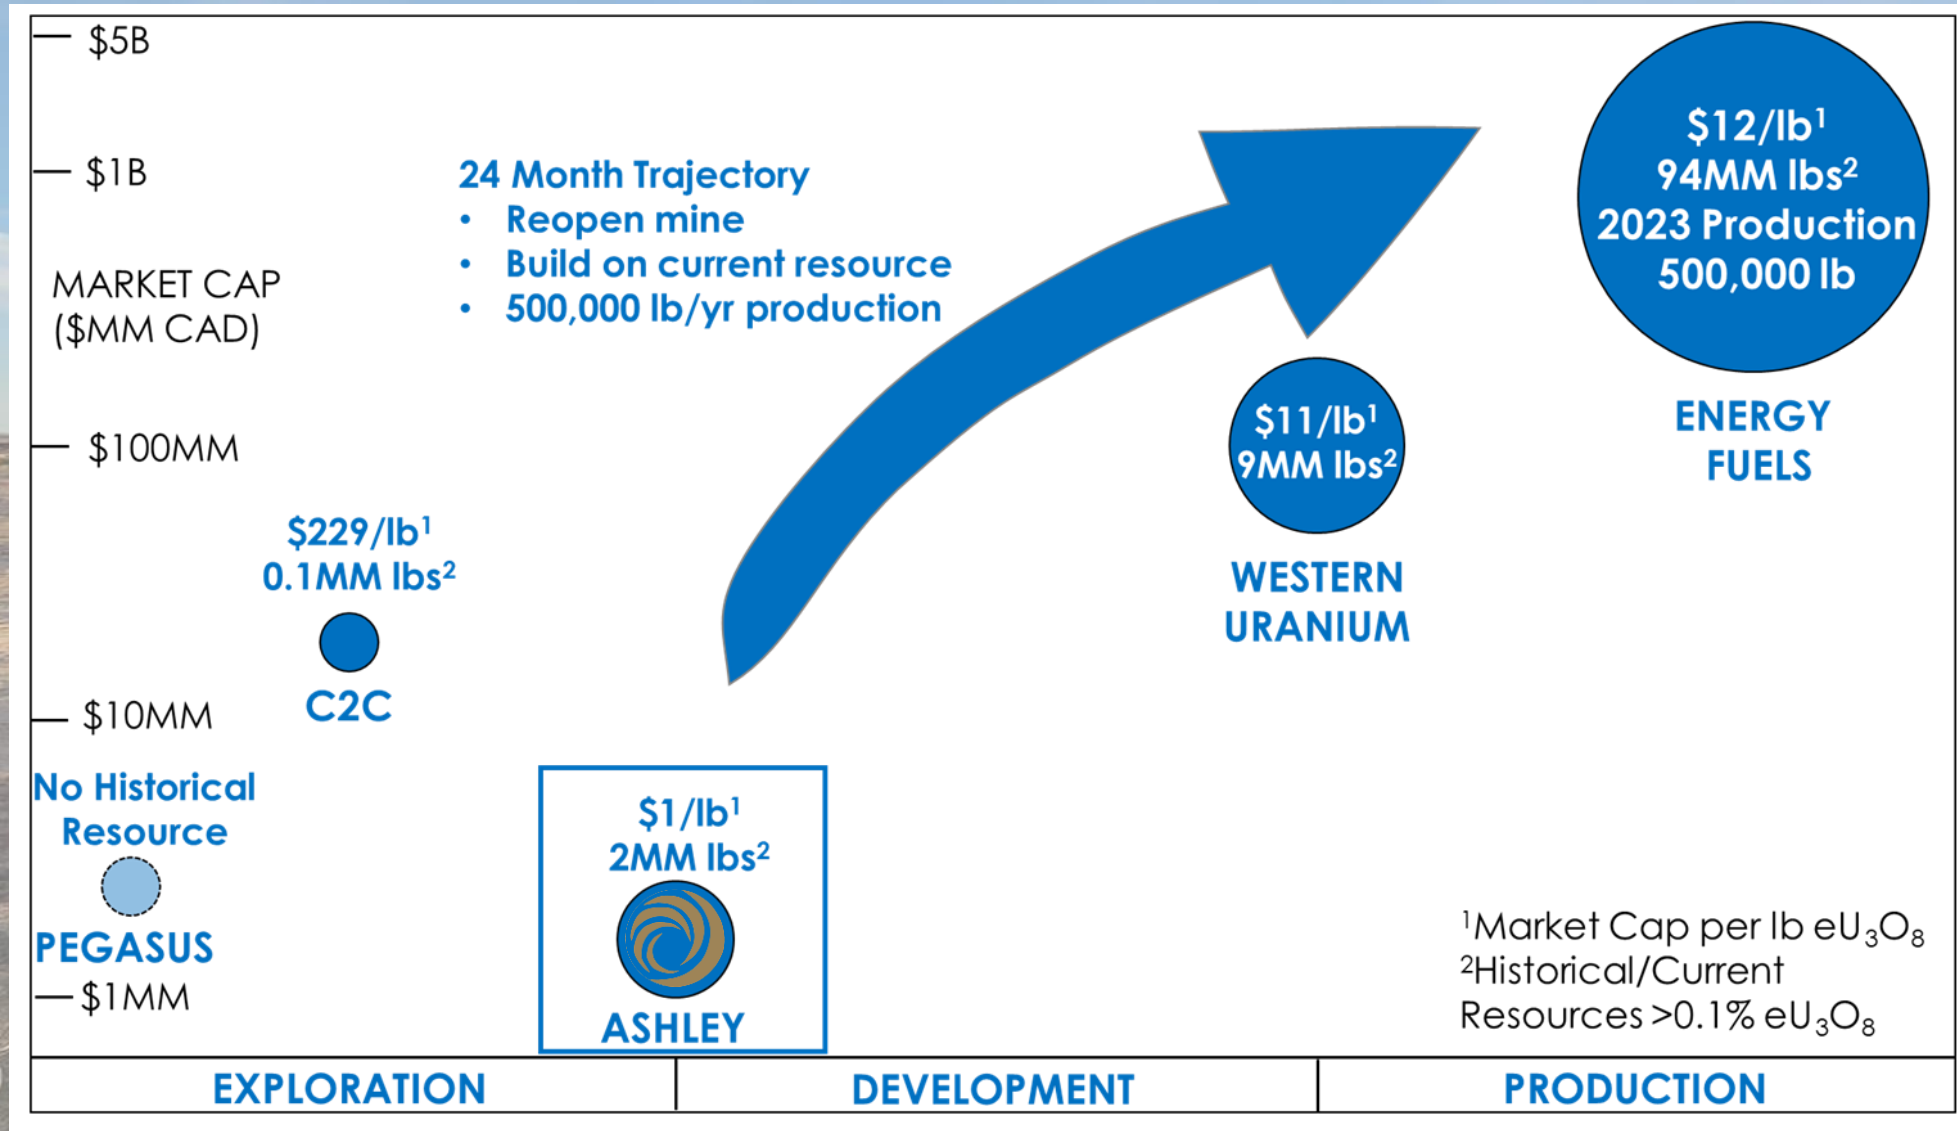 $5B
$1B
MARKET CAP
($MM CAD)
$100MM
$10MM
$1MM
24 Month Trajectory
• Reopen mine
• Build on current resource
• 500,000 lb/yr production
$12/lb¹
94MM lbs²
2023 Production
500,000 lb
ENERGY
FUELS
$11/lb¹
9MM lbs²
WESTERN
URANIUM
$229/lb¹
0.1MM lbs²
C2C
No Historical
Resource
PEGASUS
$1/lb¹
2MM lbs²
ASHLEY
¹Market Cap per lb eU₃O₈
²Historical/Current
Resources >0.1% eU₃O₈
EXPLORATION
DEVELOPMENT
PRODUCTION